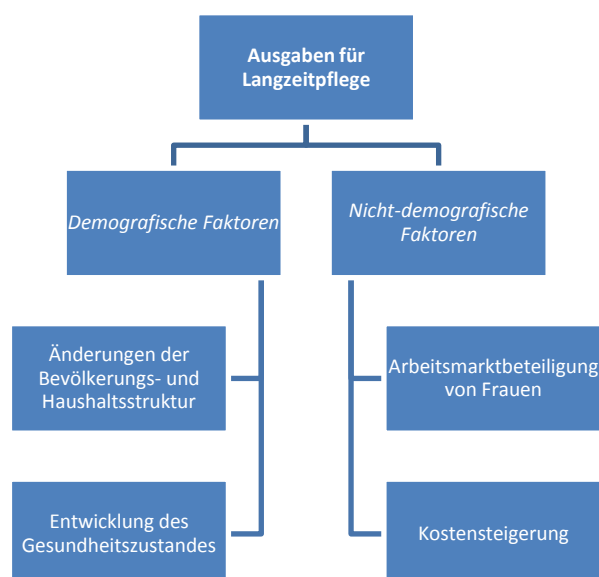 Ausgaben für
Langzeitpflege
Demografische Faktoren
Nicht-demografische
Faktoren
Änderungen der
Bevölkerungs- und
Haushaltsstruktur
Arbeitsmarktbeteiligung
von Frauen
Entwicklung des
Gesundheitszustandes
Kostensteigerung